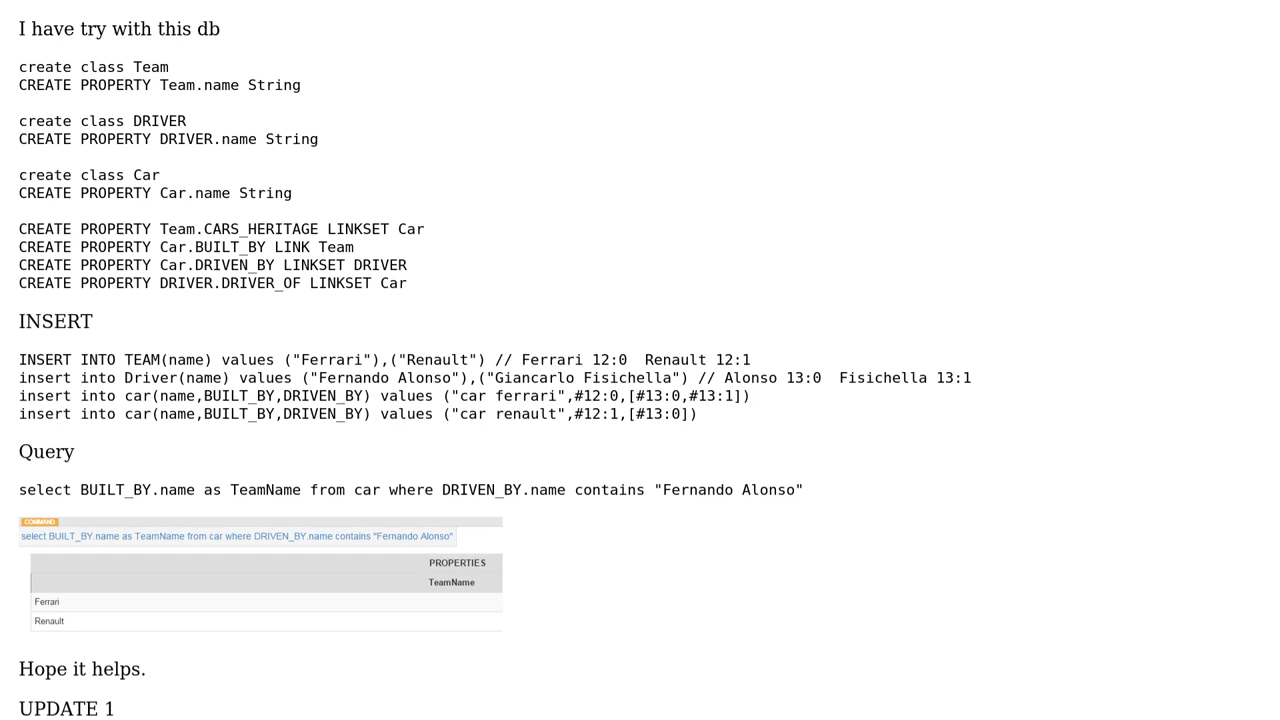 I have try with this db
create class Team
CREATE PROPERTY Team.name String
create class DRIVER
CREATE PROPERTY DRIVER.name String
create class Car
CREATE PROPERTY Car.name String
CREATE PROPERTY Team.CARS_HERITAGE LINKSET Car
CREATE PROPERTY Car.BUILT_BY LINK Team
CREATE PROPERTY Car.DRIVEN_BY LINKSET DRIVER
CREATE PROPERTY DRIVER.DRIVER_OF LINKSET Car
INSERT
INSERT INTO TEAM(name) values ("Ferrari"),("Renault") // Ferrari 12:0  Renault 12:1
insert into Driver(name) values ("Fernando Alonso"),("Giancarlo Fisichella") // Alonso 13:0  Fisichella 13:1
insert into car(name,BUILT_BY,DRIVEN_BY) values ("car ferrari",#12:0,[#13:0,#13:1])
insert into car(name,BUILT_BY,DRIVEN_BY) values ("car renault",#12:1,[#13:0])
Query
select BUILT_BY.name as TeamName from car where DRIVEN_BY.name contains "Fernando Alonso"
COMMAND
select BUILT_BY.name as TeamName from car where DRIVEN_BY.name contains "Fernando Alonso"
PROPERTIES
TeamName
Ferrari
Renault
Hope it helps.
UPDATE 1